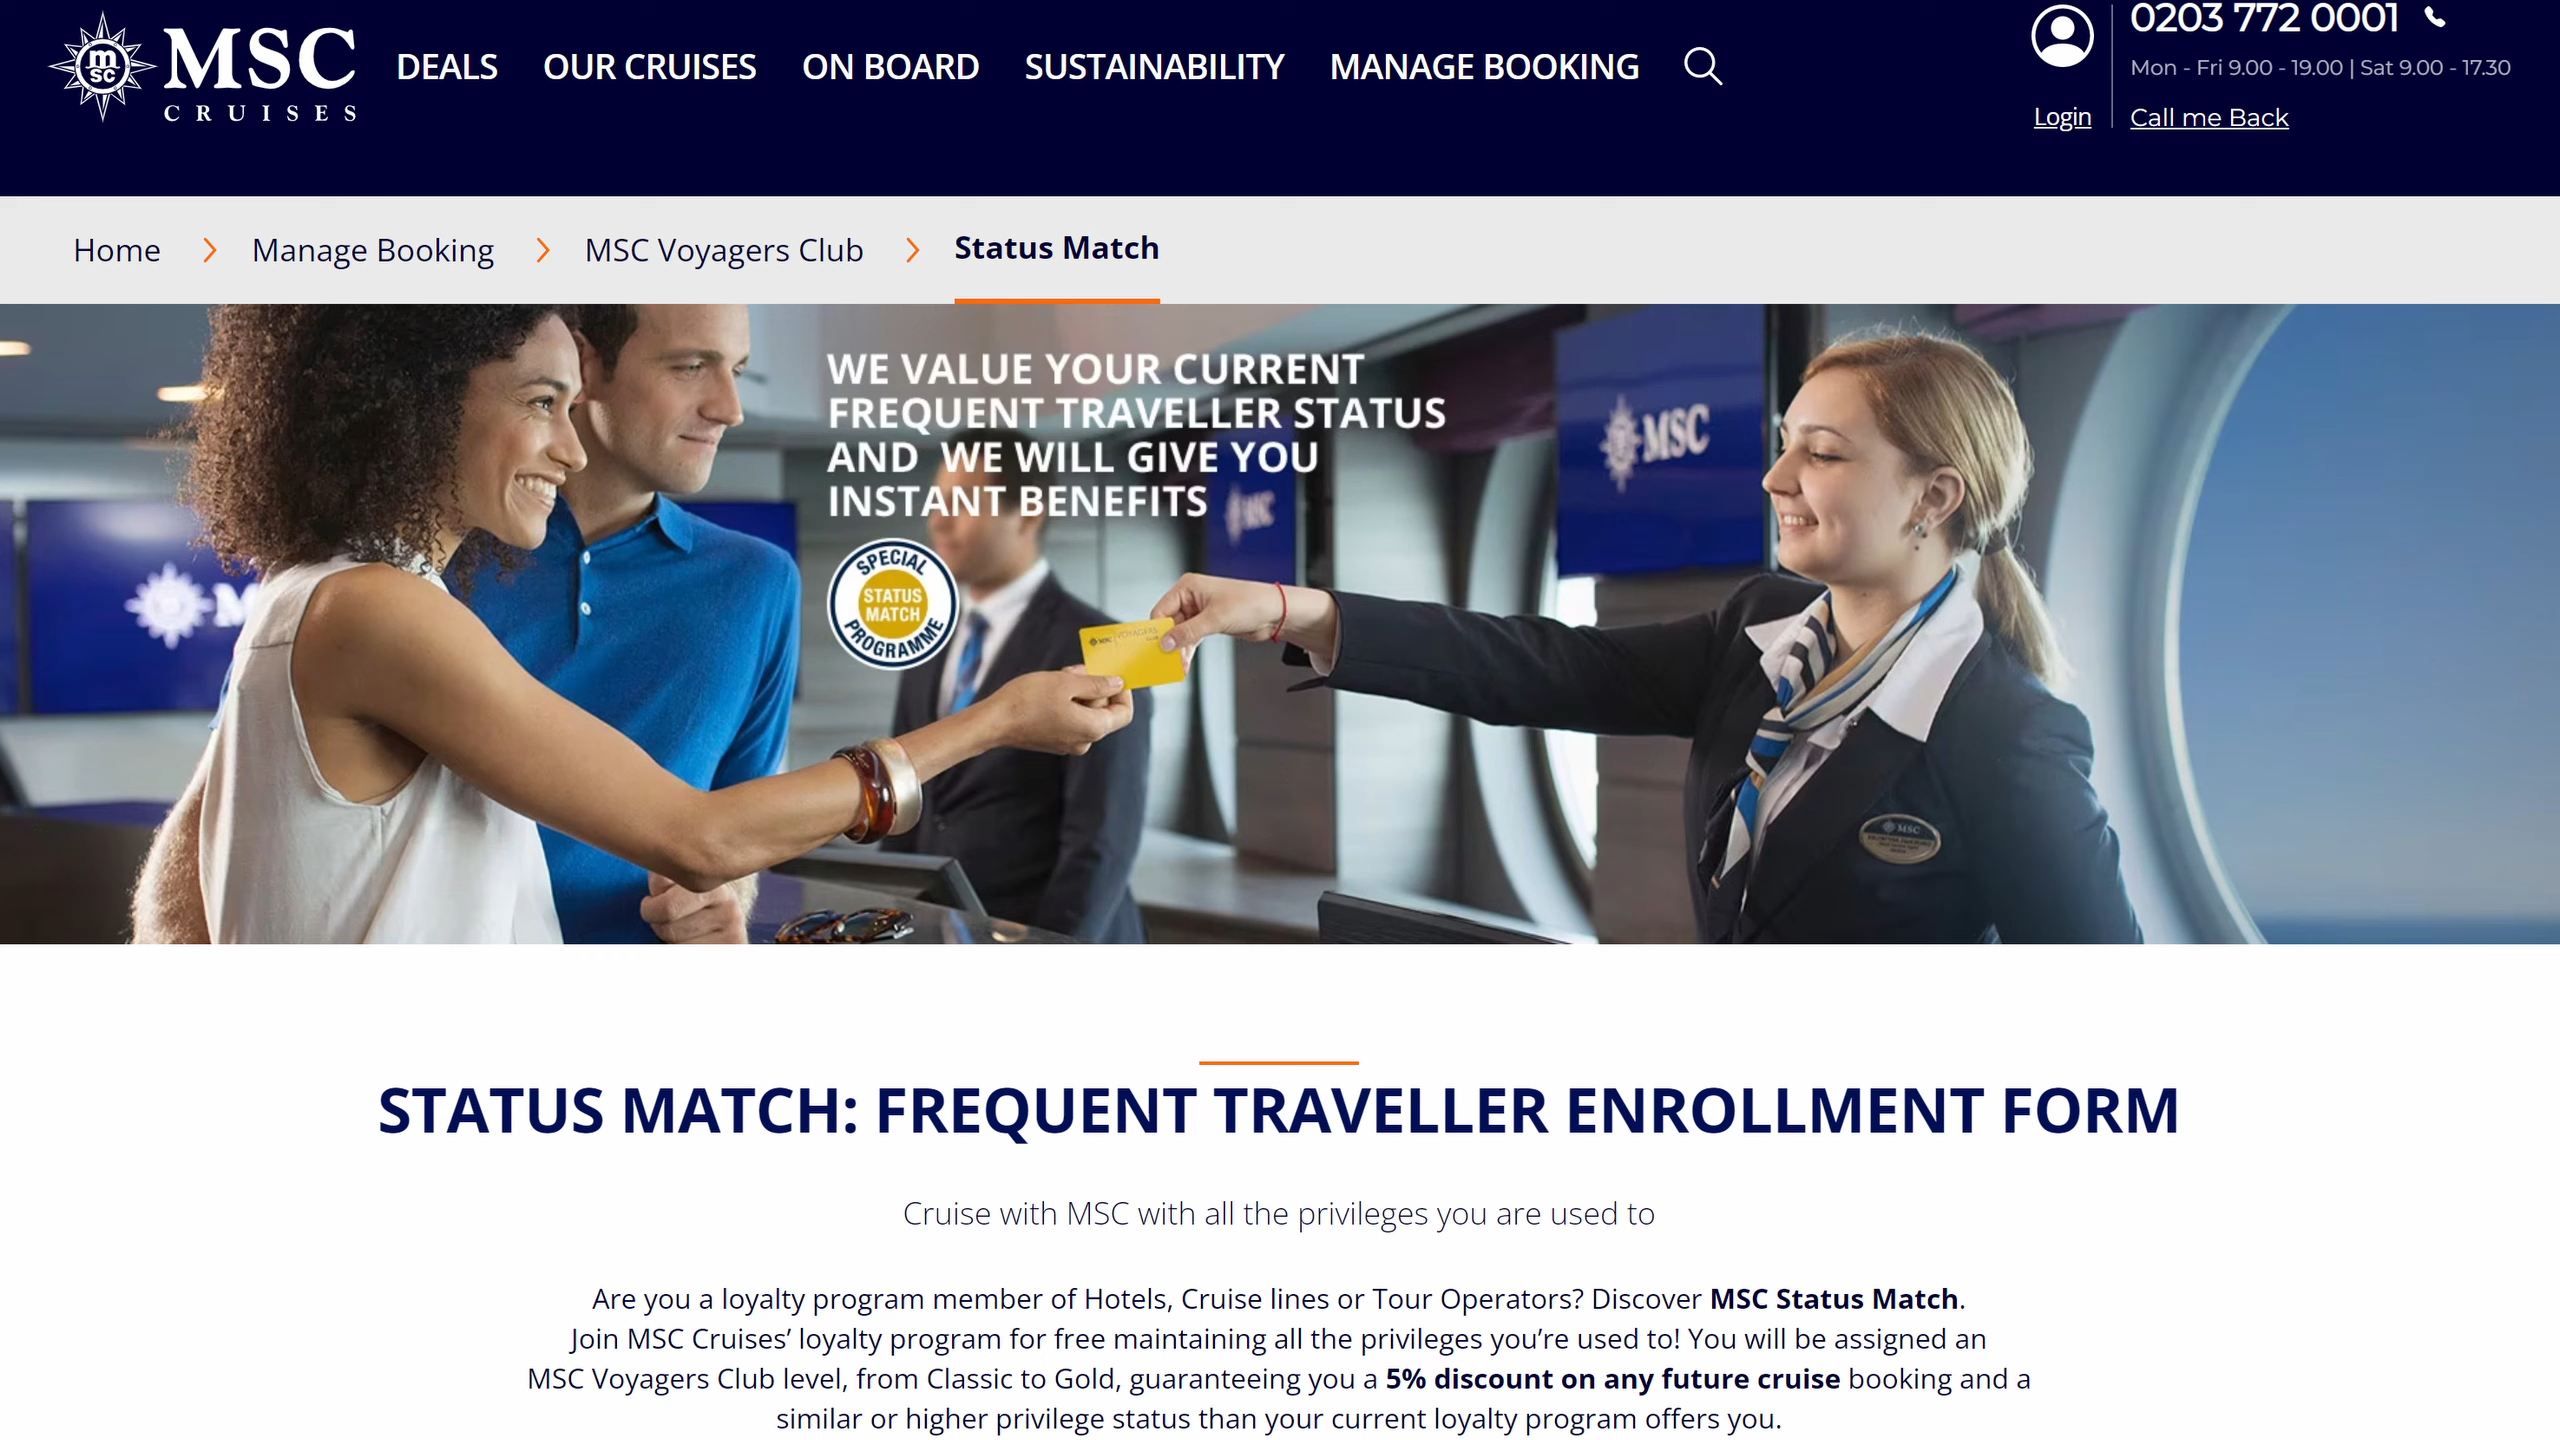 MSC
CRUISES
DEALS
OUR CRUISES
ON BOARD
SUSTAINABILITY
MANAGE BOOKING
Login
0203 772 0001
Mon - Fri 9.00 - 19.00 | Sat 9.00 - 17.30
Call me Back
Home
Manage Booking
MSC Voyagers Club
Status Match
WE VALUE YOUR CURRENT
FREQUENT TRAVELLER STATUS
AND WE WILL GIVE YOU
INSTANT BENEFITS
SPECIAL
STATUS
MATCH
PROGRAMME
MSC
MSC
MSC VOYAGERS
MSC
STATUS MATCH: FREQUENT TRAVELLER ENROLLMENT FORM
Cruise with MSC with all the privileges you are used to
Are you a loyalty program member of Hotels, Cruise lines or Tour Operators? Discover MSC Status Match.
Join MSC Cruises’ loyalty program for free maintaining all the privileges you’re used to! You will be assigned an
MSC Voyagers Club level, from Classic to Gold, guaranteeing you a 5% discount on any future cruise booking and a
similar or higher privilege status than your current loyalty program offers you.